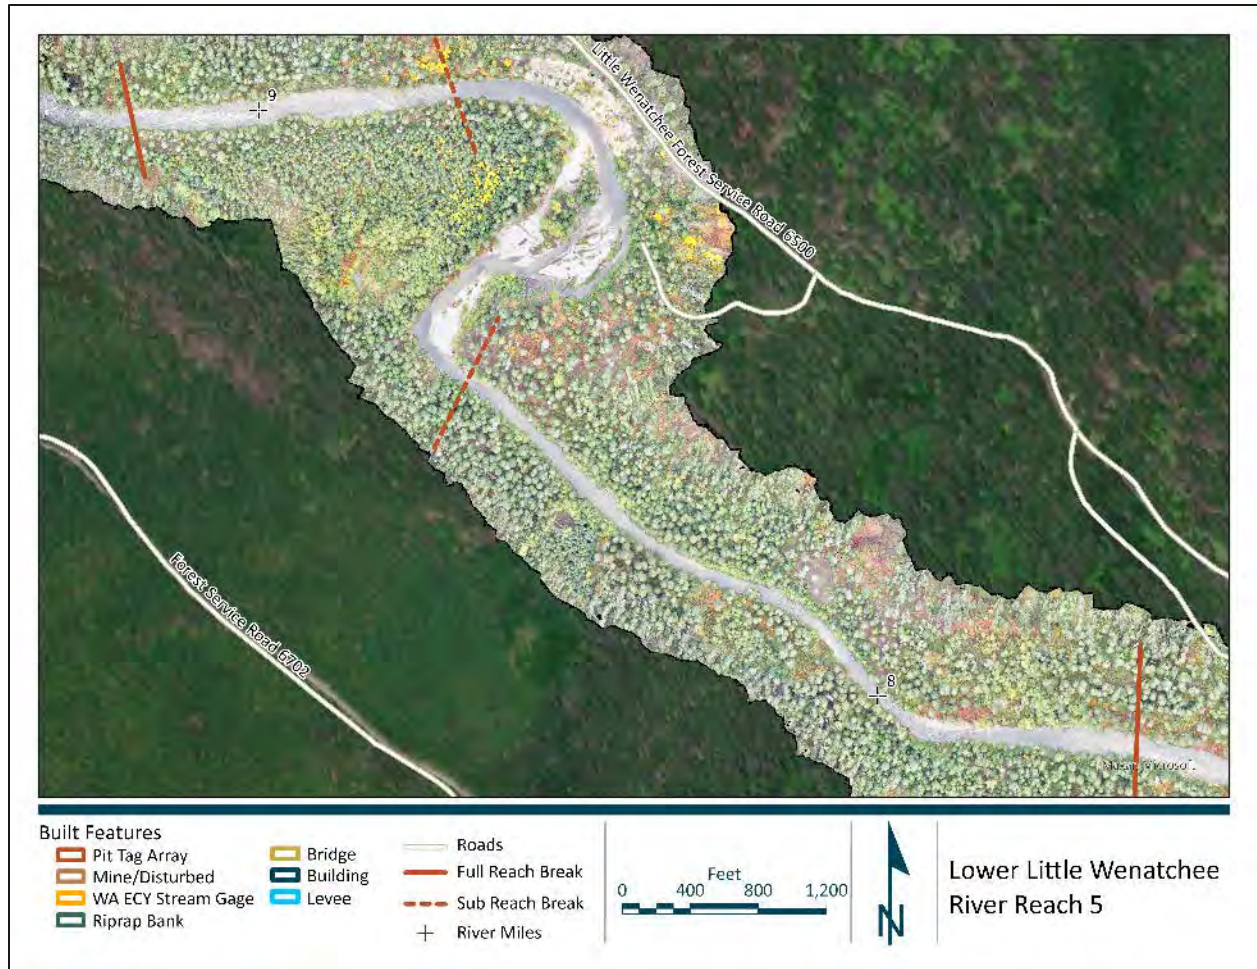 9
Little Wenatchee Forest Service Road 6500
Forest Service Road 6702
8
Microsoft
Built Features
Pit Tag Array
Mine/Disturbed
WA ECY Stream Gage
Riprap Bank
Bridge
Building
Levee
Roads
Full Reach Break
Sub Reach Break
River Miles
Feet
0 400 800 1,200
N
Lower Little Wenatchee
River Reach 5